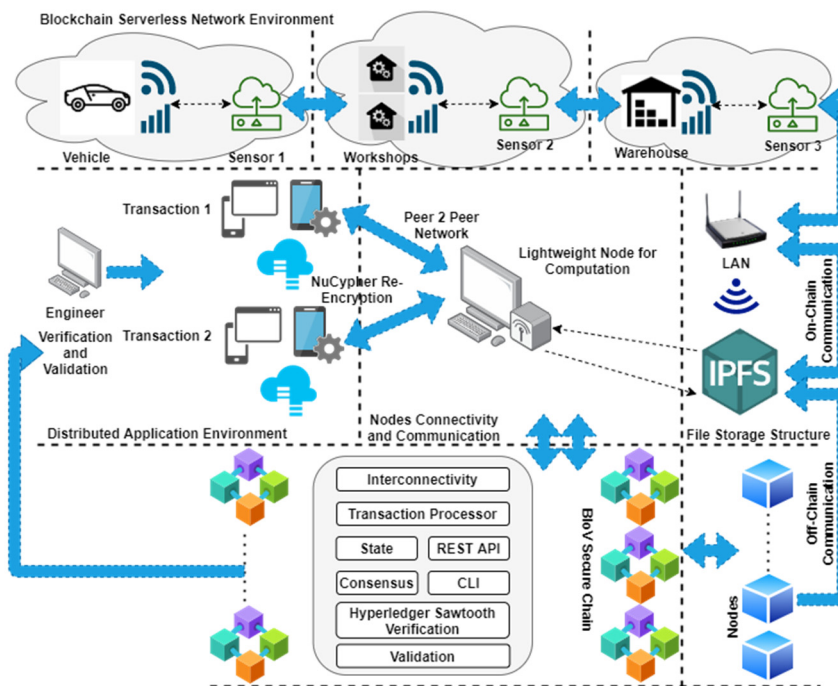 Blockchain Serverless Network Environment
Vehicle
Sensor 1
Workshops
Sensor 2
Warehouse
Sensor 3
Transaction 1
Peer 2 Peer
Network
Lightweight Node for
Computation
LAN
Engineer
NuCypher Re-
Encryption
Verification
and
Validation
Transaction 2
IPFS
On-Chain
Communication
Distributed Application Environment
Nodes Connectivity
and Communication
File Storage Structure
Interconnectivity
Transaction Processor
State
REST API
Consensus
CLI
Hyperledger Sawtooth
Verification
Validation
BIoV Secure Chain
Nodes
Off-Chain
Communication